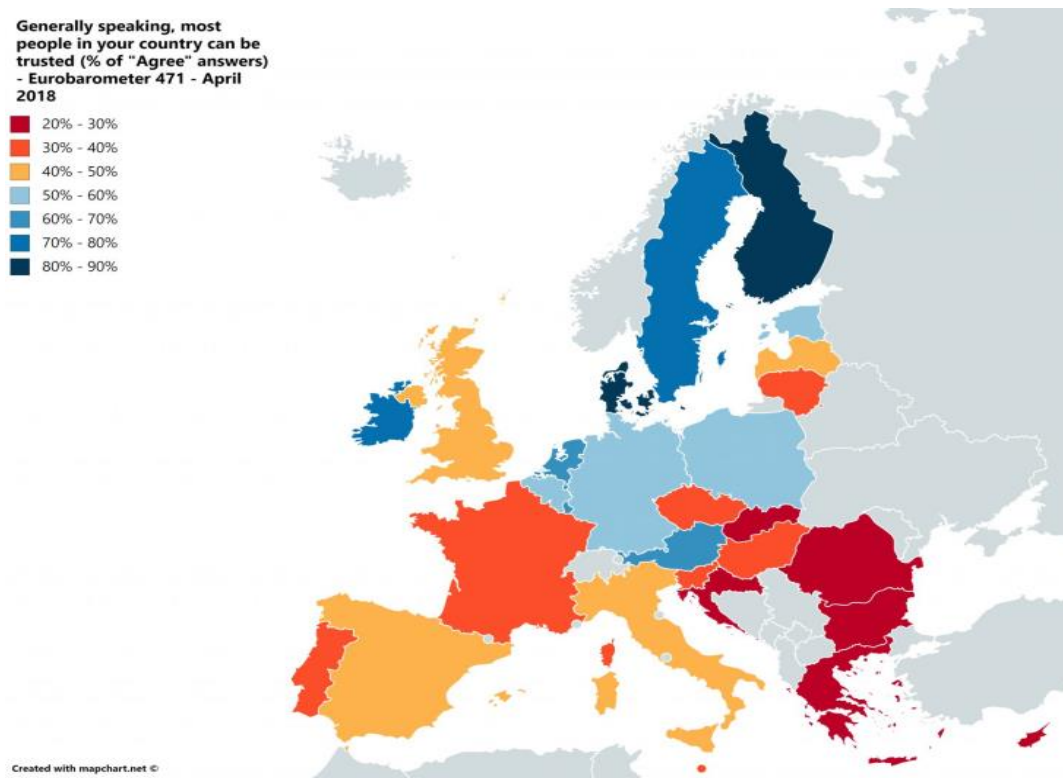 Generally speaking, most
people in your country can be
trusted (% of "Agree" answers)
- Eurobarometer 471 - April
2018
20% - 30%
30% - 40%
40% - 50%
50% - 60%
60% - 70%
70% - 80%
80% - 90%
Created with mapchart.net ©